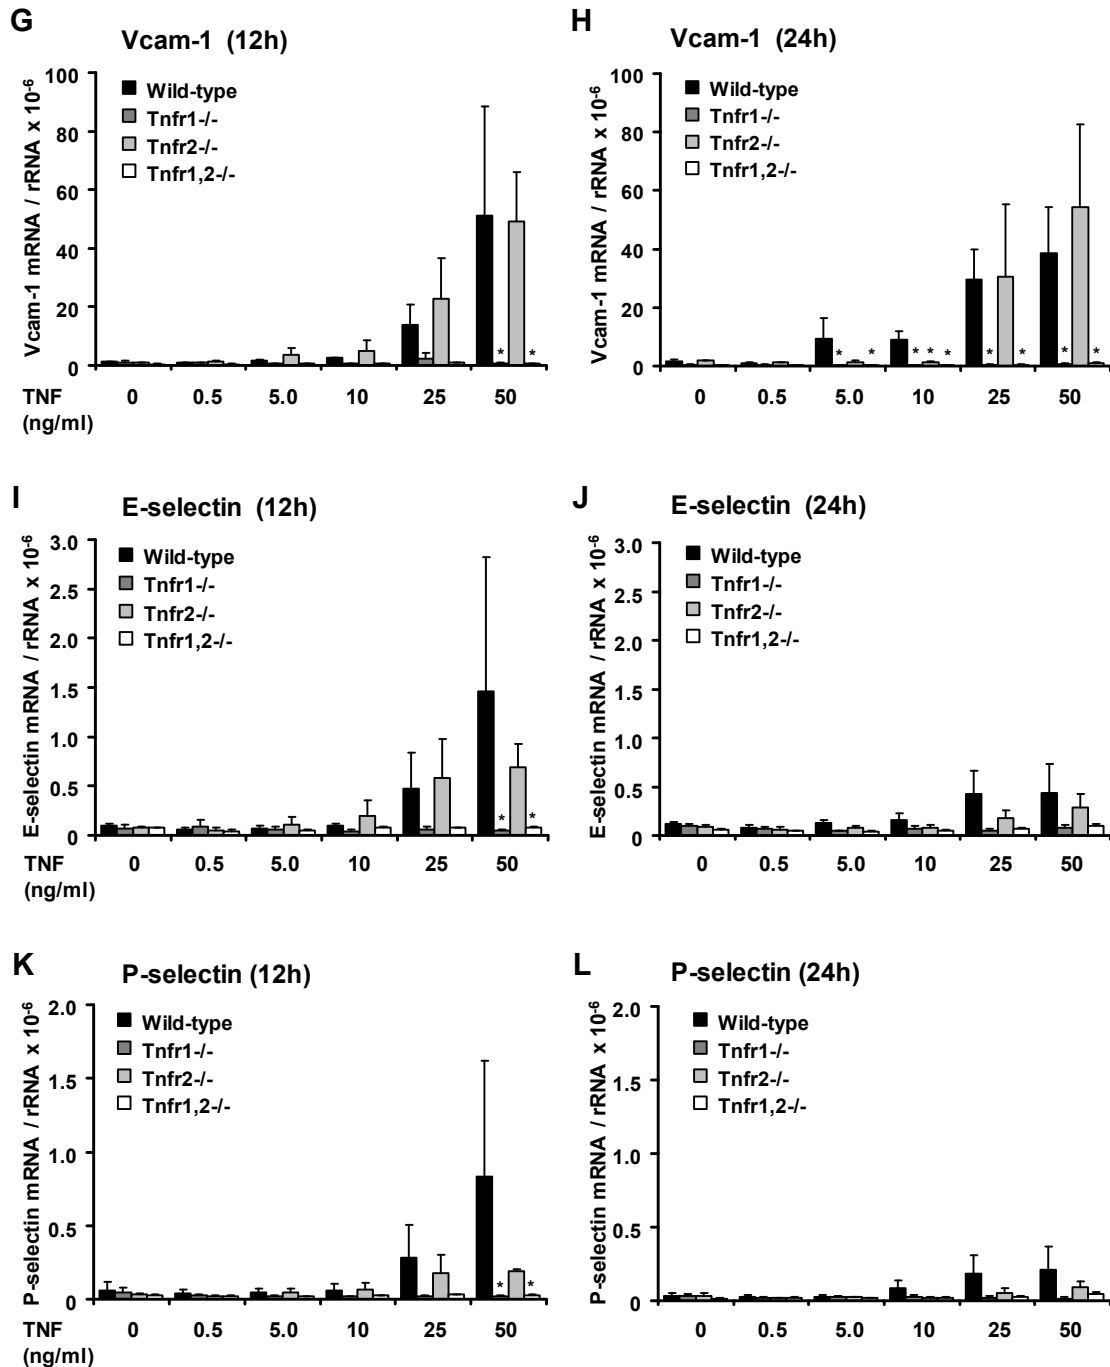 G
Vcam-1 (12h)
Vcam-1 mRNA / rRNA x 10-6
100
80
60
40
20
0
Wild-type
Tnfr1-/-
Tnfr2-/-
Tnfr1,2-/-
* *
TNF (ng/ml)
0 0.5 5.0 10 25 50
H
Vcam-1 (24h)
Vcam-1 mRNA / rRNA x 10-6
100
80
60
40
20
0
Wild-type
Tnfr1-/-
Tnfr2-/-
Tnfr1,2-/-
* * * * * * * * *
0 0.5 5.0 10 25 50
I
E-selectin (12h)
E-selectin mRNA / rRNA x 10-6
3.0
2.5
2.0
1.5
1.0
0.5
0
Wild-type
Tnfr1-/-
Tnfr2-/-
Tnfr1,2-/-
* *
TNF (ng/ml)
0 0.5 5.0 10 25 50
J
E-selectin (24h)
E-selectin mRNA / rRNA x 10-6
3.0
2.5
2.0
1.5
1.0
0.5
0
Wild-type
Tnfr1-/-
Tnfr2-/-
Tnfr1,2-/-
0 0.5 5.0 10 25 50
K
P-selectin (12h)
P-selectin mRNA / rRNA x 10-6
2.0
1.5
1.0
0.5
0
Wild-type
Tnfr1-/-
Tnfr2-/-
Tnfr1,2-/-
* *
TNF (ng/ml)
0 0.5 5.0 10 25 50
L
P-selectin (24h)
P-selectin mRNA / rRNA x 10-6
2.0
1.5
1.0
0.5
0
Wild-type
Tnfr1-/-
Tnfr2-/-
Tnfr1,2-/-
0 0.5 5.0 10 25 50